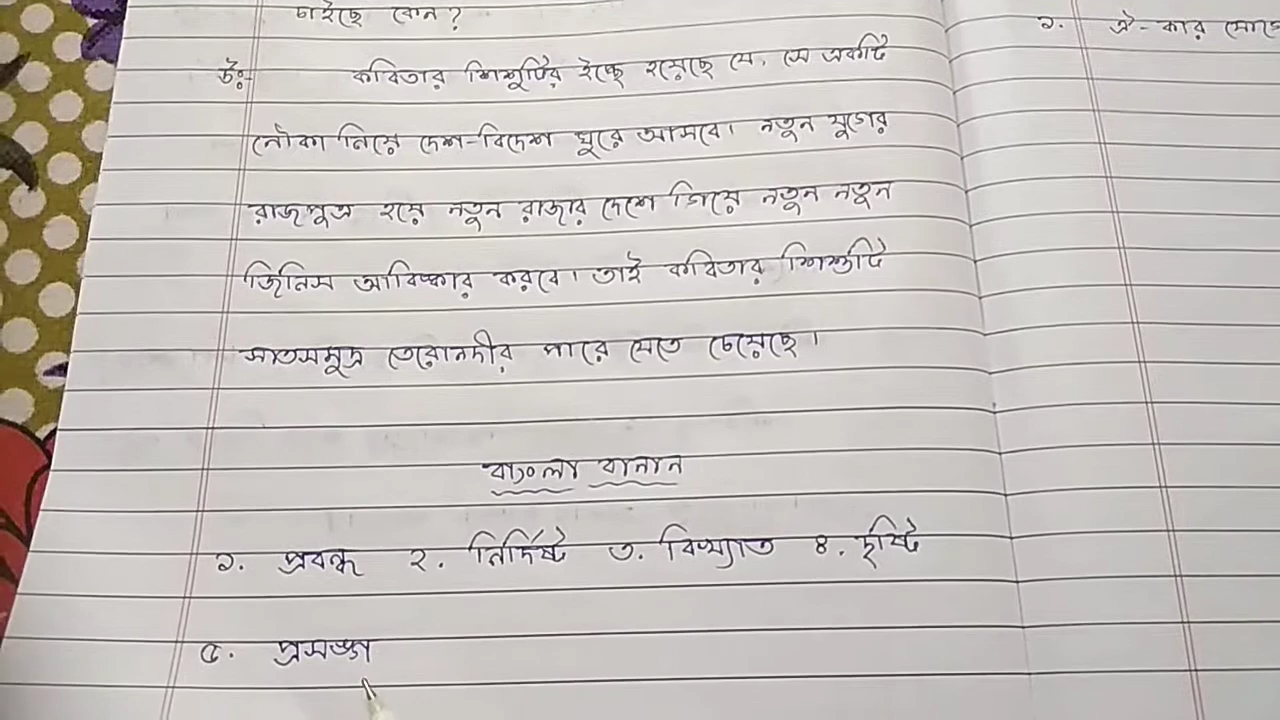 চাইছে কেন?
উঃ- কবিতার শিশুটির ইচ্ছে হয়েছে যে, সে একটি
নৌকা নিয়ে দেশ-বিদেশ ঘুরে আসবে। নতুন যুগের
রাজপুত্র হয়ে নতুন রাজার দেশে গিয়ে নতুন নতুন
জিনিস আবিষ্কার করবে। তাই কবিতার শিশুটি
সাতসমুদ্র তেরোনদীর পারে যেতে চেয়েছে।
বাংলা বানান
১. প্রবন্ধ ২. নির্দিষ্ট ৩. বিখ্যাত ৪. দৃষ্টি
৫. প্রসঙ্গ
১. ঐ-কার যোগে